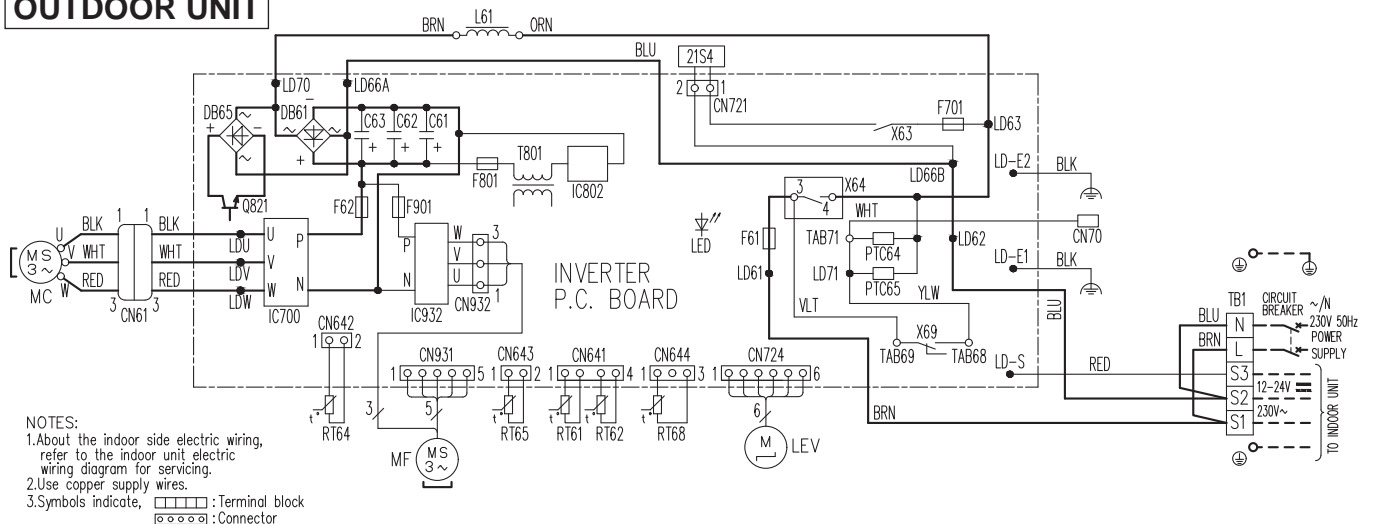 OUTDOOR UNIT
BRN L61 ORN
BLU
21S4
2 1
CN721
LD70 LD66A
DB65 DB61
~ - ~
+ - ~ ~
~ +
C63 C62 C61
+ + +
F701
X63
LD63
T801
F801
IC802
Q821
F62 F901
LD66B
LD-E2 BLK
3 X64
4
WHT
CN70
LED
F61
TAB71
PTC64
LD62
LD61 LD71
PTC65
LD-E1 BLK
YLW
VLT
X69
TAB69 TAB68
BLU
LD-S RED
BRN
MS
3~
MC
U BLK 1 1 BLK LDU U P
V WHT WHT LDV V
W RED 3 3 RED LDW W N
CN61
IC700
P W 3
V
N U 1
IC932 CN932
INVERTER
P.C. BOARD
CN642
1 2
CN931
1 5
CN643
1 2
CN641
1 4
CN644
1 3
CN724
1 6
t° RT64
3 5
t° RT65
t° RT61
t° RT62
t° RT68
6
MF
MS
3~
M
LEV
TB1
CIRCUIT
BREAKER
~/N
230V 50Hz
POWER
SUPPLY
BLU N
BRN L
S3
12-24V
S2
230V~
S1
TO INDOOR UNIT
NOTES:
1.About the indoor side electric wiring,
refer to the indoor unit electric
wiring diagram for servicing.
2.Use copper supply wires.
3.Symbols indicate, : Terminal block
: Connector